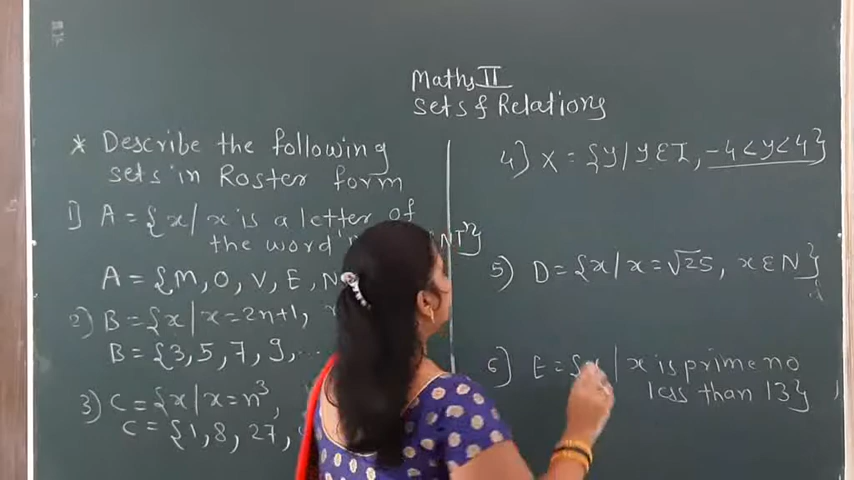 Maths II
Sets & Relations
* Describe the following
sets in Roster form
1) A = {x / x is a letter of
the word
NT"}
A = {M, O, V, E, N
2) B = {x | x = 2n+1,
B = {3, 5, 7, 9, ...
3) C = {x | x = n³,
C = {1, 8, 27,
4) X = {y / y ∈ I, -4 < y < 4}
5) D = {x / x = √25, x ∈ N}
6) E = {x / x is prime no
less than 13}